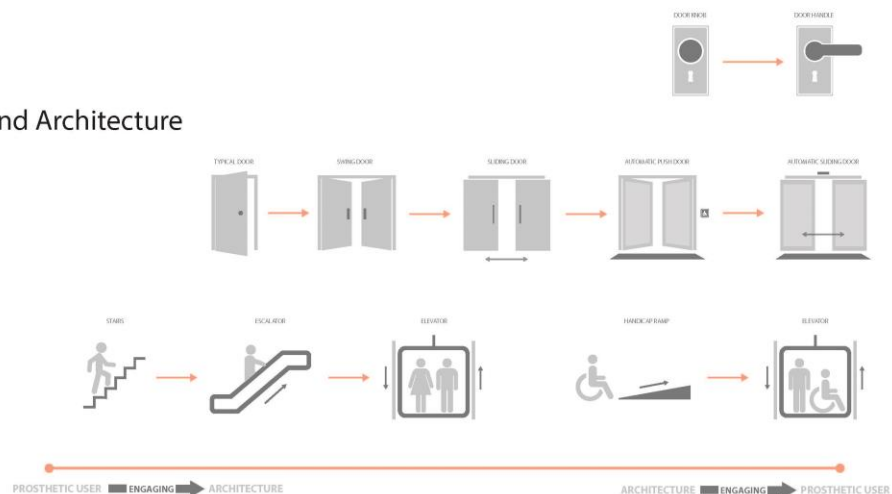 DOOR KNOB DOOR HANDLE
nd Architecture
TYPICAL DOOR SWING DOOR SLIDING DOOR AUTOMATIC PUSH DOOR AUTOMATIC SLIDING DOOR
STAIRS ESCALATOR ELEVATOR HANDICAP RAMP ELEVATOR
PROSTHETIC USER ENGAGING ARCHITECTURE ARCHITECTURE ENGAGING PROSTHETIC USER